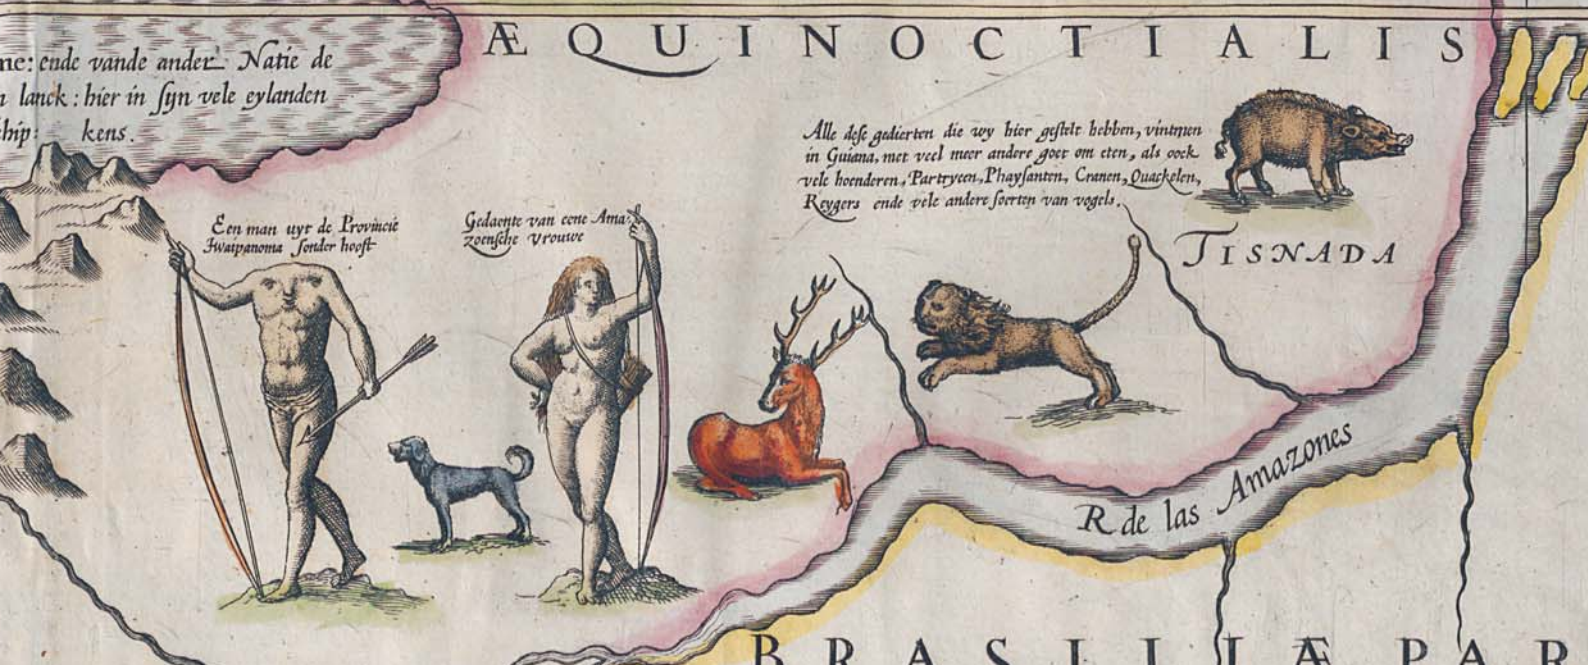 ÆQUINOCTIALIS
me: ende vande ander Natie de
n lanck : hier in ſyn vele eylanden
ſhip: kens.
Alle deſe gedierten die wy hier geſtelt hebben, vintmen
in Guiana, met veel meer andere goet om eten, als oock
vele hoenderen, Partryeen, Phayſanten, Cranen, Quackelen,
Reygers ende vele andere ſoerten van vogels.
Een man uyt de Provincie
Iwaipanoma ſonder hooft
Gedaente van eene Ama-
zoenſche vrouwe
TISNADA
R de las Amazones
BRASILIÆ PAR